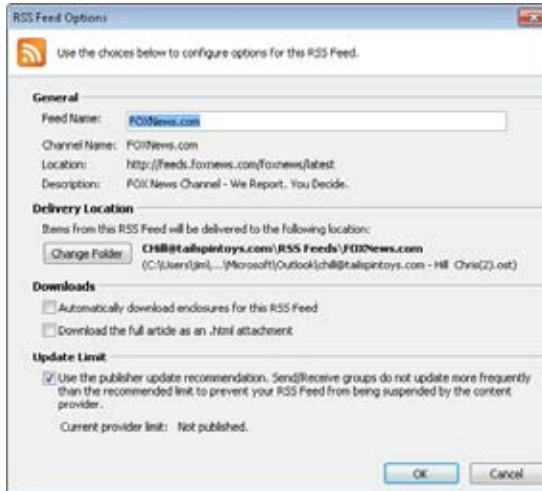 RSS Feed Options
Use the choices below to configure options for this RSS Feed.
General
Feed Name: FOXNews.com
Channel Name: FOXNews.com
Location: http://feeds.foxnews.com/foxnews/latest
Description: FOX News Channel - We Report. You Decide.
Delivery Location
Items from this RSS Feed will be delivered to the following location:
Change Folder CHill@tailspintoys.com\RSS Feeds\FOXNews.com
(C:\Users\jiml,...\Microsoft\Outlook\chill@tailspintoys.com - Hill Chris(2).ost)
Downloads
Automatically download enclosures for this RSS Feed
Download the full article as an .html attachment
Update Limit
Use the publisher update recommendation. Send/Receive groups do not update more frequently
than the recommended limit to prevent your RSS Feed from being suspended by the content
provider.
Current provider limit: Not published.
OK Cancel